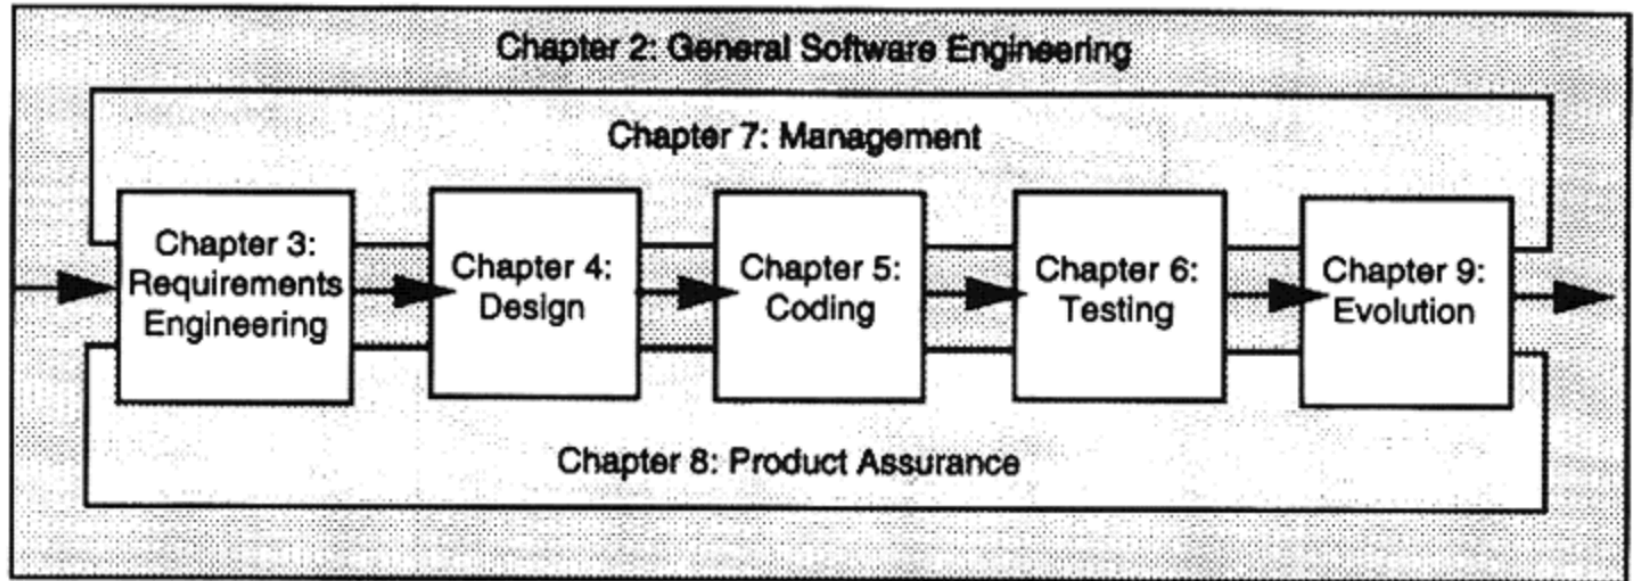 Chapter 2: General Software Engineering
Chapter 7: Management
Chapter 3:
Requirements
Engineering
Chapter 4:
Design
Chapter 5:
Coding
Chapter 6:
Testing
Chapter 9:
Evolution
Chapter 8: Product Assurance